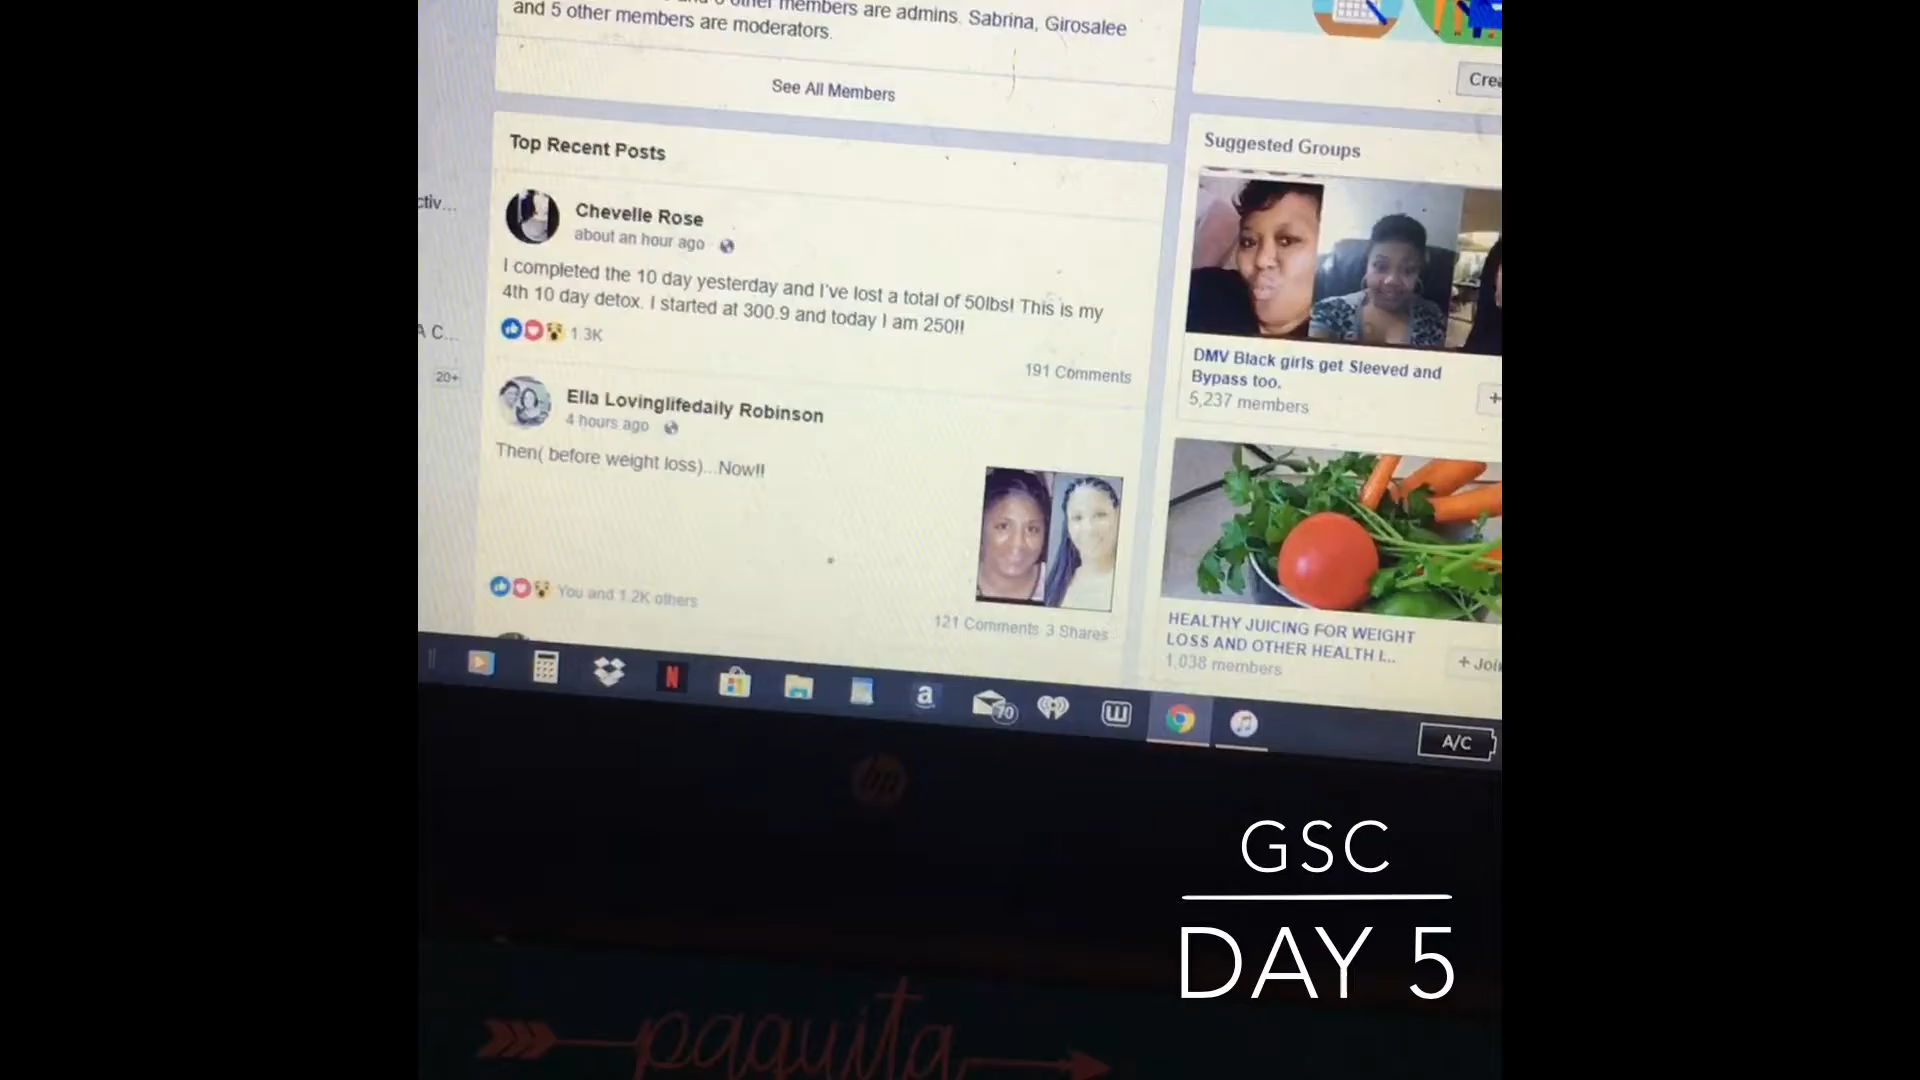 other members are admins. Sabrina, Girosalee
and 5 other members are moderators.
See All Members
Top Recent Posts
Chevelle Rose
about an hour ago
I completed the 10 day yesterday and I've lost a total of 50lbs! This is my
4th 10 day detox. I started at 300.9 and today I am 250!!
1.3K
191 Comments
Ella Lovinglifedaily Robinson
4 hours ago
Then( before weight loss)...Now!!
You and 1.2K others
121 Comments 3 Shares
ctiv...
A C...
20+
Crea
Suggested Groups
DMV Black girls get Sleeved and
Bypass too.
5,237 members
+
HEALTHY JUICING FOR WEIGHT
LOSS AND OTHER HEALTH I...
1,038 members
+ Joi
N
a
70
A/C
hp
GSC
DAY 5
paquita